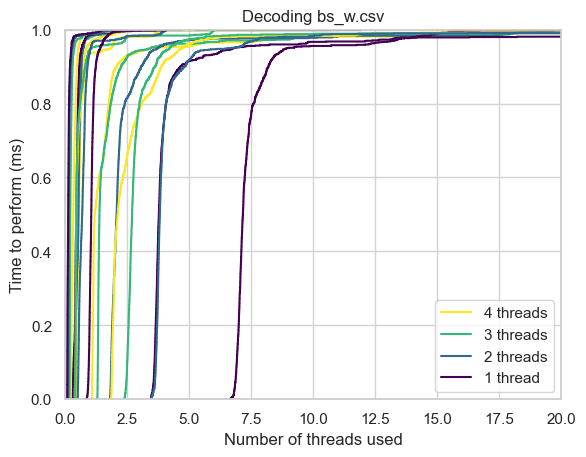 Decoding bs_w.csv
Time to perform (ms)
1.0
0.8
0.6
0.4
0.2
0.0
4 threads
3 threads
2 threads
1 thread
0.0 2.5 5.0 7.5 10.0 12.5 15.0 17.5 20.0
Number of threads used